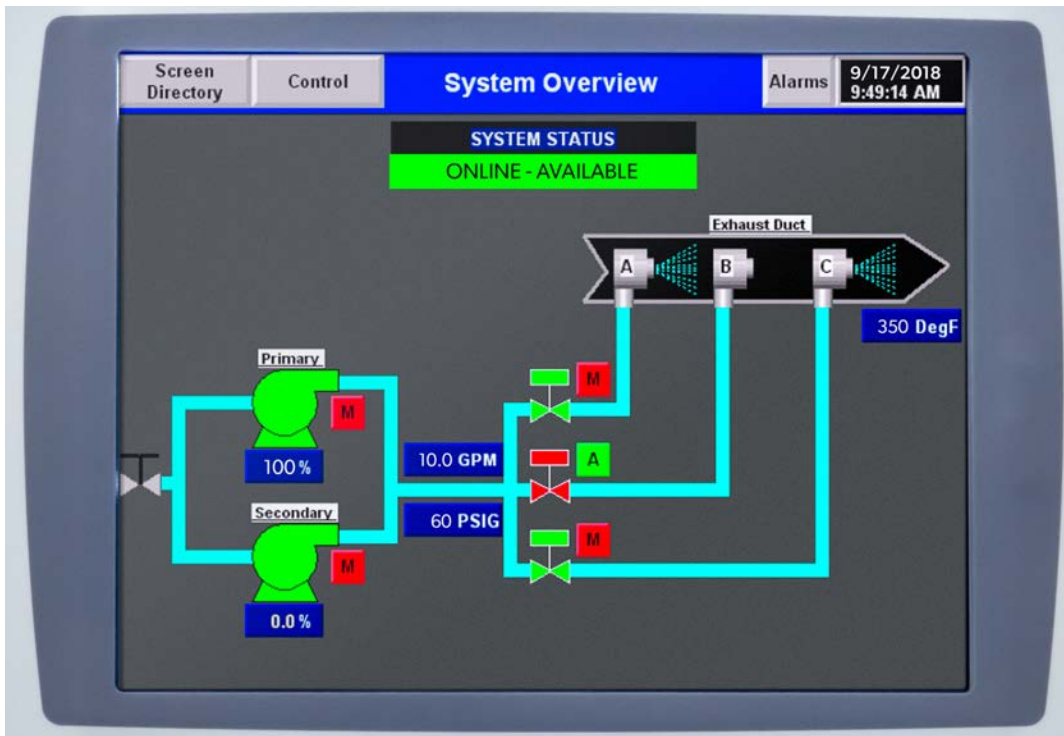 Screen
Directory
Control
System Overview
Alarms
9/17/2018
9:49:14 AM
SYSTEM STATUS
ONLINE - AVAILABLE
Exhaust Duct
A
B
C
350 DegF
Primary
M
100 %
M
10.0 GPM
A
Secondary
M
60 PSIG
M
0.0 %